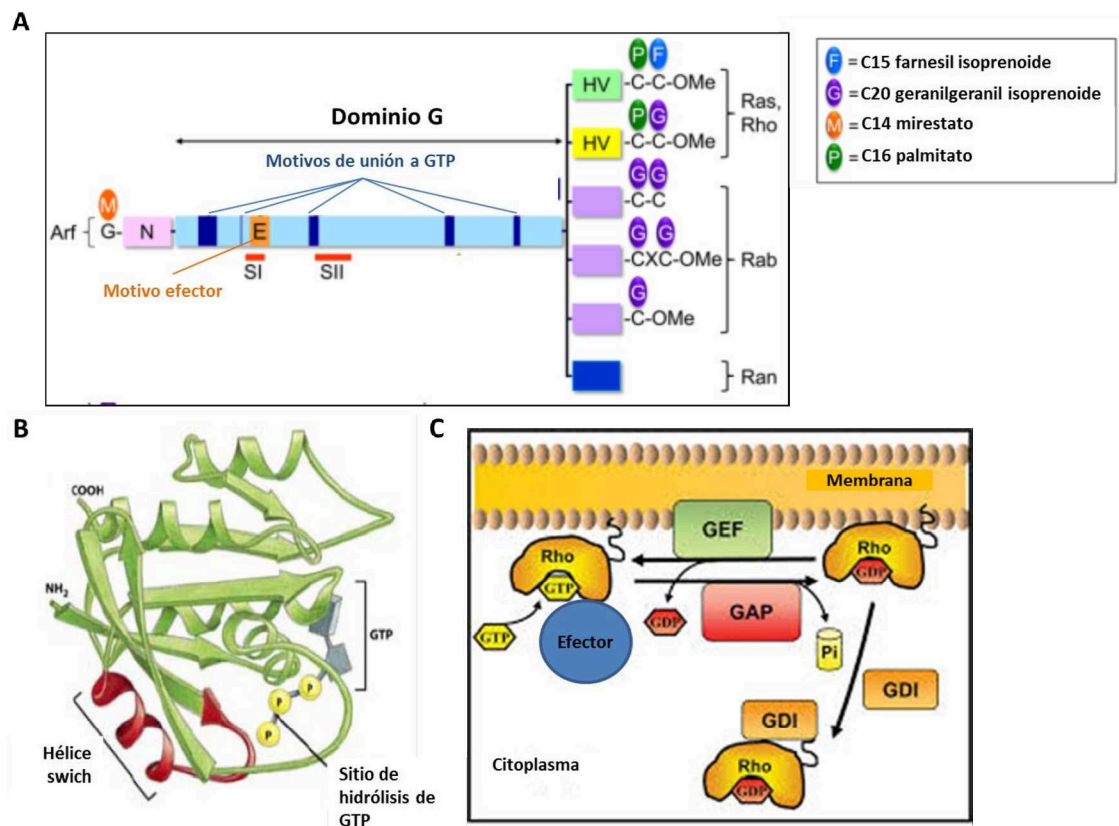 A
Dominio G
Motivos de unión a GTP
Arf
M
G-
N
E
SI
SII
Motivo efector
P F
HV
-C-C-OMe
P G
HV
-C-C-OMe
Ras,
Rho
G G
-C-C
G G
-CXC-OMe
G
-C-OMe
Rab
Ran
F = C15 farnesil isoprenoide
G = C20 geranilgeranil isoprenoide
M = C14 mirestato
P = C16 palmitato
B
COOH
NH2
GTP
P
P
P
Hélice
swich
Sitio de
hidrólisis de
GTP
C
Membrana
GEF
Rho
GTP
Rho
GDP
GTP
Efector
GDP
GAP
Pi
GDI
GDI
Rho
GDP
Citoplasma